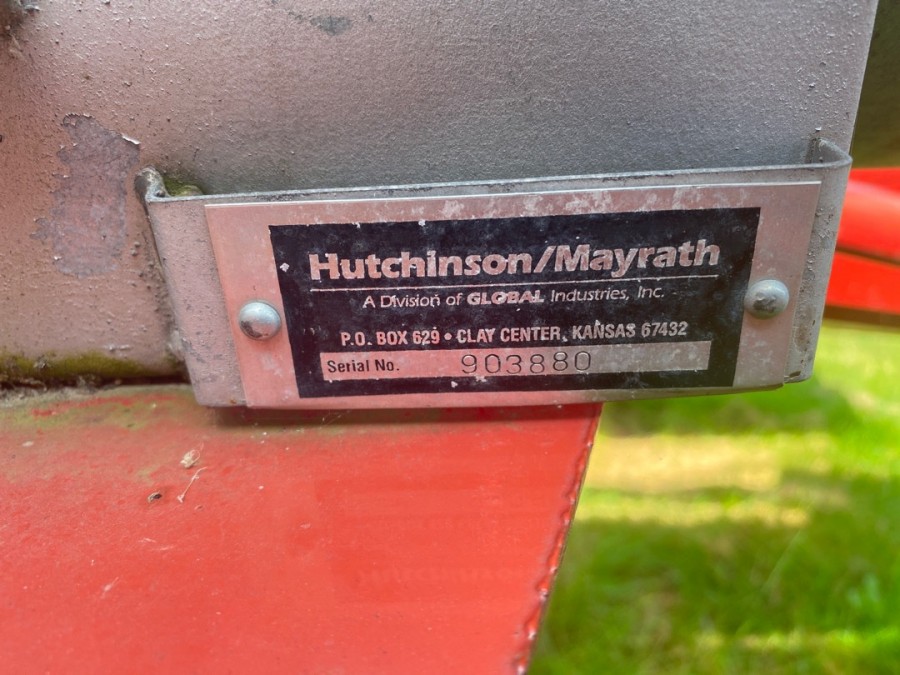 Hutchinson/Mayrath
A Division of GLOBAL Industries, Inc.
P.O. BOX 629 • CLAY CENTER, KANSAS 67432
Serial No. 903880